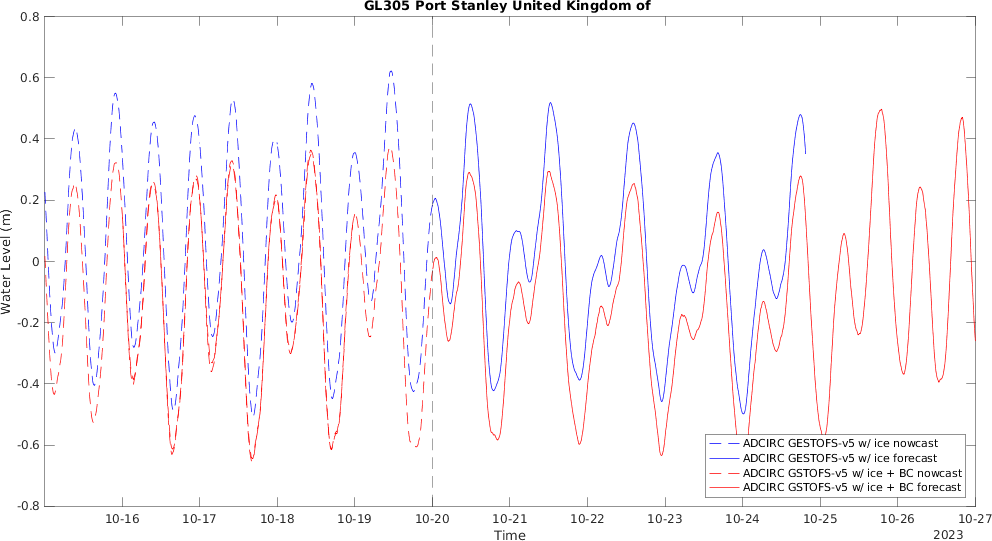 GL305 Port Stanley United Kingdom of
0.8
0.6
0.4
0.2
0
-0.2
-0.4
-0.6
-0.8
Water Level (m)
ADCIRC GESTOFS-v5 w/ ice nowcast
ADCIRC GESTOFS-v5 w/ ice forecast
ADCIRC GSTOFS-v5 w/ ice + BC nowcast
ADCIRC GSTOFS-v5 w/ ice + BC forecast
10-16 10-17 10-18 10-19 10-20 10-21 10-22 10-23 10-24 10-25 10-26 10-27
Time
2023